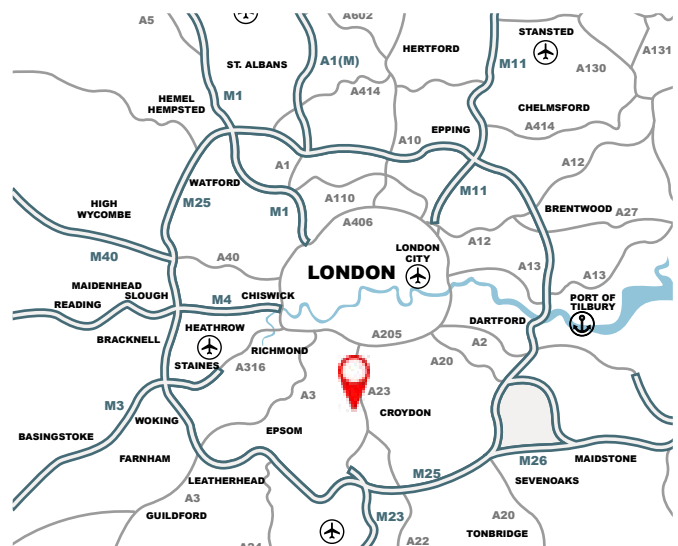 A5
A602
STANSTED
HERTFORD
A131
ST. ALBANS
A1(M)
M11
A130
HEMEL
HEMPSTED
M1
A414
CHELMSFORD
A10
EPPING
A414
A1
A12
WATFORD
M25
A110
M11
HIGH
WYCOMBE
M1
A406
BRENTWOOD
A27
M40
A40
LONDON
CITY
A12
LONDON
A13
A13
MAIDENHEAD
SLOUGH
READING
M4
CHISWICK
PORT OF
TILBURY
BRACKNELL
HEATHROW
A205
DARTFORD
RICHMOND
A2
STAINES
A316
A20
A3
A23
M3
WOKING
CROYDON
BASINGSTOKE
EPSOM
FARNHAM
M26
MAIDSTONE
LEATHERHEAD
M25
SEVENOAKS
A3
GUILDFORD
M23
A20
TONBRIDGE
A22